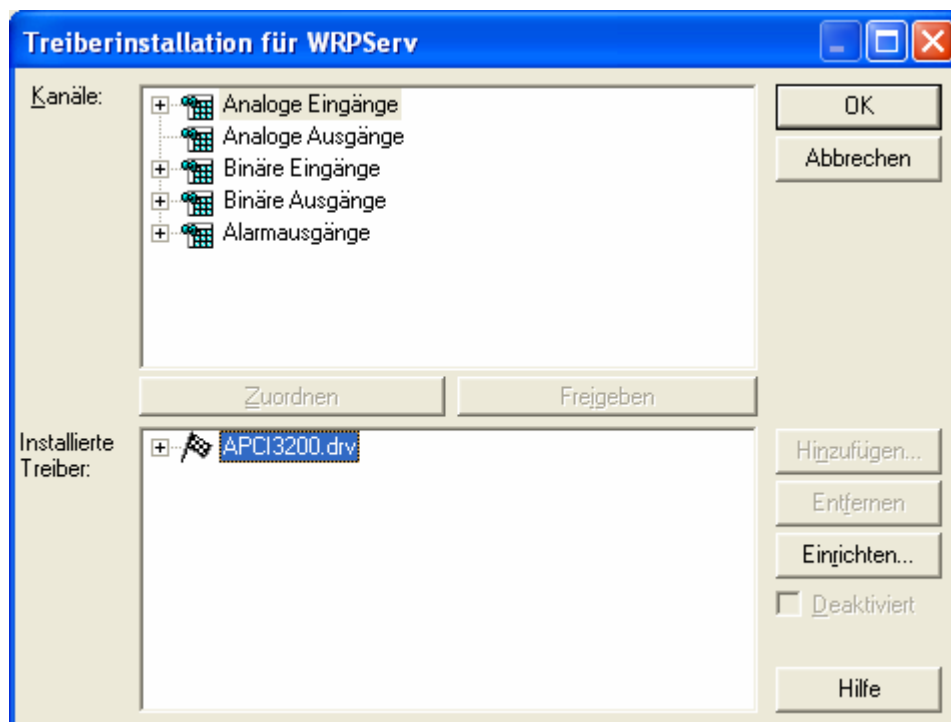 Treiberinstallation für WRPServ
Kanäle:
Analoge Eingänge
Analoge Ausgänge
Binäre Eingänge
Binäre Ausgänge
Alarmausgänge
OK
Abbrechen
Zuordnen
Freigeben
Installierte
Treiber:
APCI3200.drv
Hinzufügen...
Entfernen
Einrichten...
Deaktiviert
Hilfe